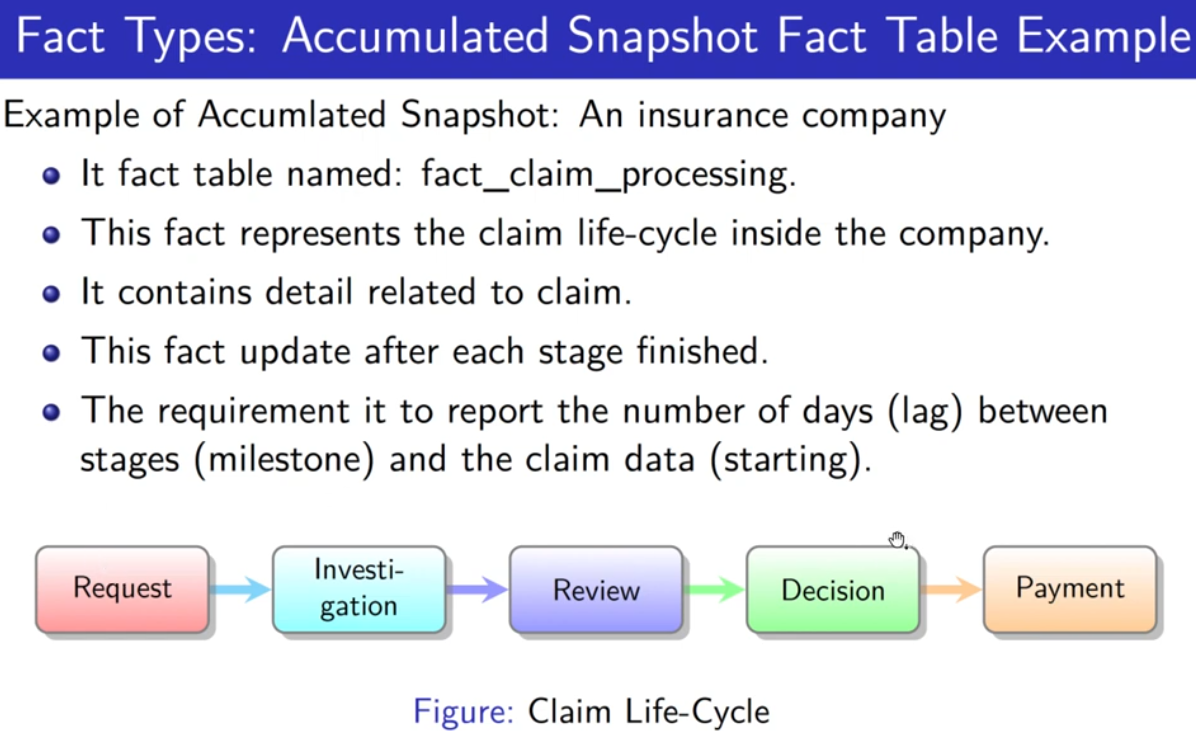 Fact Types: Accumulated Snapshot Fact Table Example
Example of Accumlated Snapshot: An insurance company
It fact table named: fact_claim_processing.
This fact represents the claim life-cycle inside the company.
It contains detail related to claim.
This fact update after each stage finished.
The requirement it to report the number of days (lag) between
stages (milestone) and the claim data (starting).
Request
Investi-
gation
Review
Decision
Payment
Figure: Claim Life-Cycle